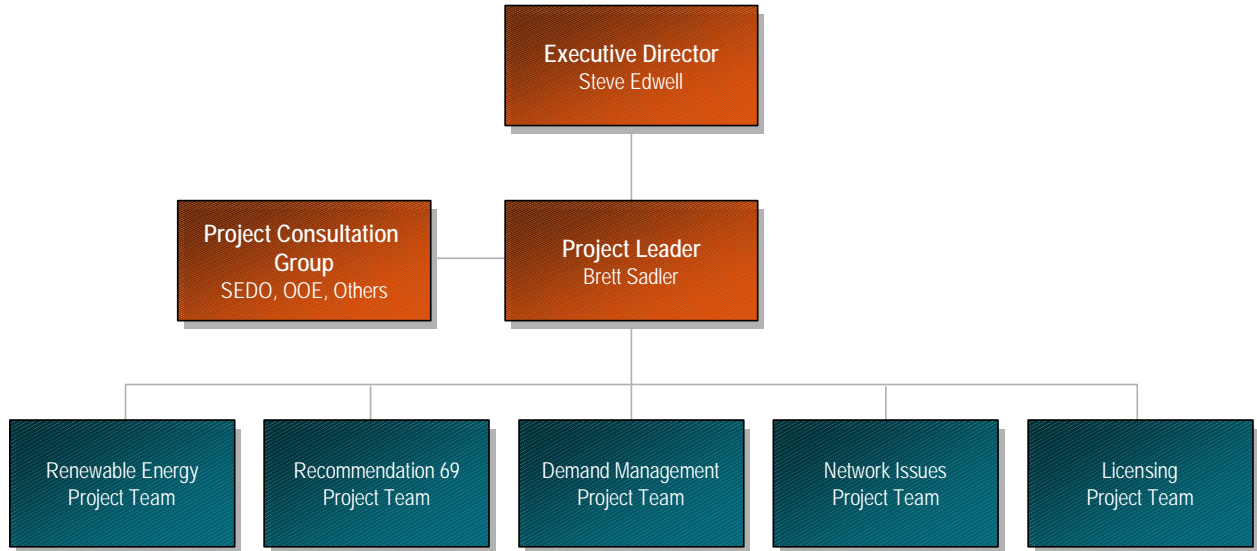 Executive Director
Steve Edwell
Project Consultation
Group
SEDO, OOE, Others
Project Leader
Brett Sadler
Renewable Energy
Project Team
Recommendation 69
Project Team
Demand Management
Project Team
Network Issues
Project Team
Licensing
Project Team